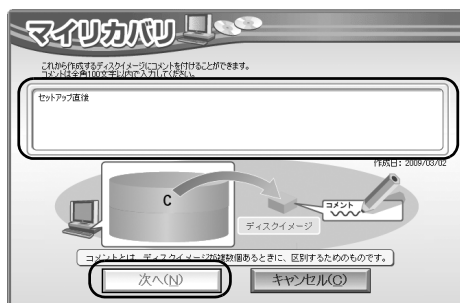 マイリカバリ
これから作成するディスクイメージにコメントを付けることができます。
コメントは全角100文字以内で入力してください。
セットアップ直後
作成日：2009/03/02
C
コメント
ディスクイメージ
コメントとは、ディスクイメージが複数個あるときに、区別するためのものです。
次へ(N)
キャンセル(C)